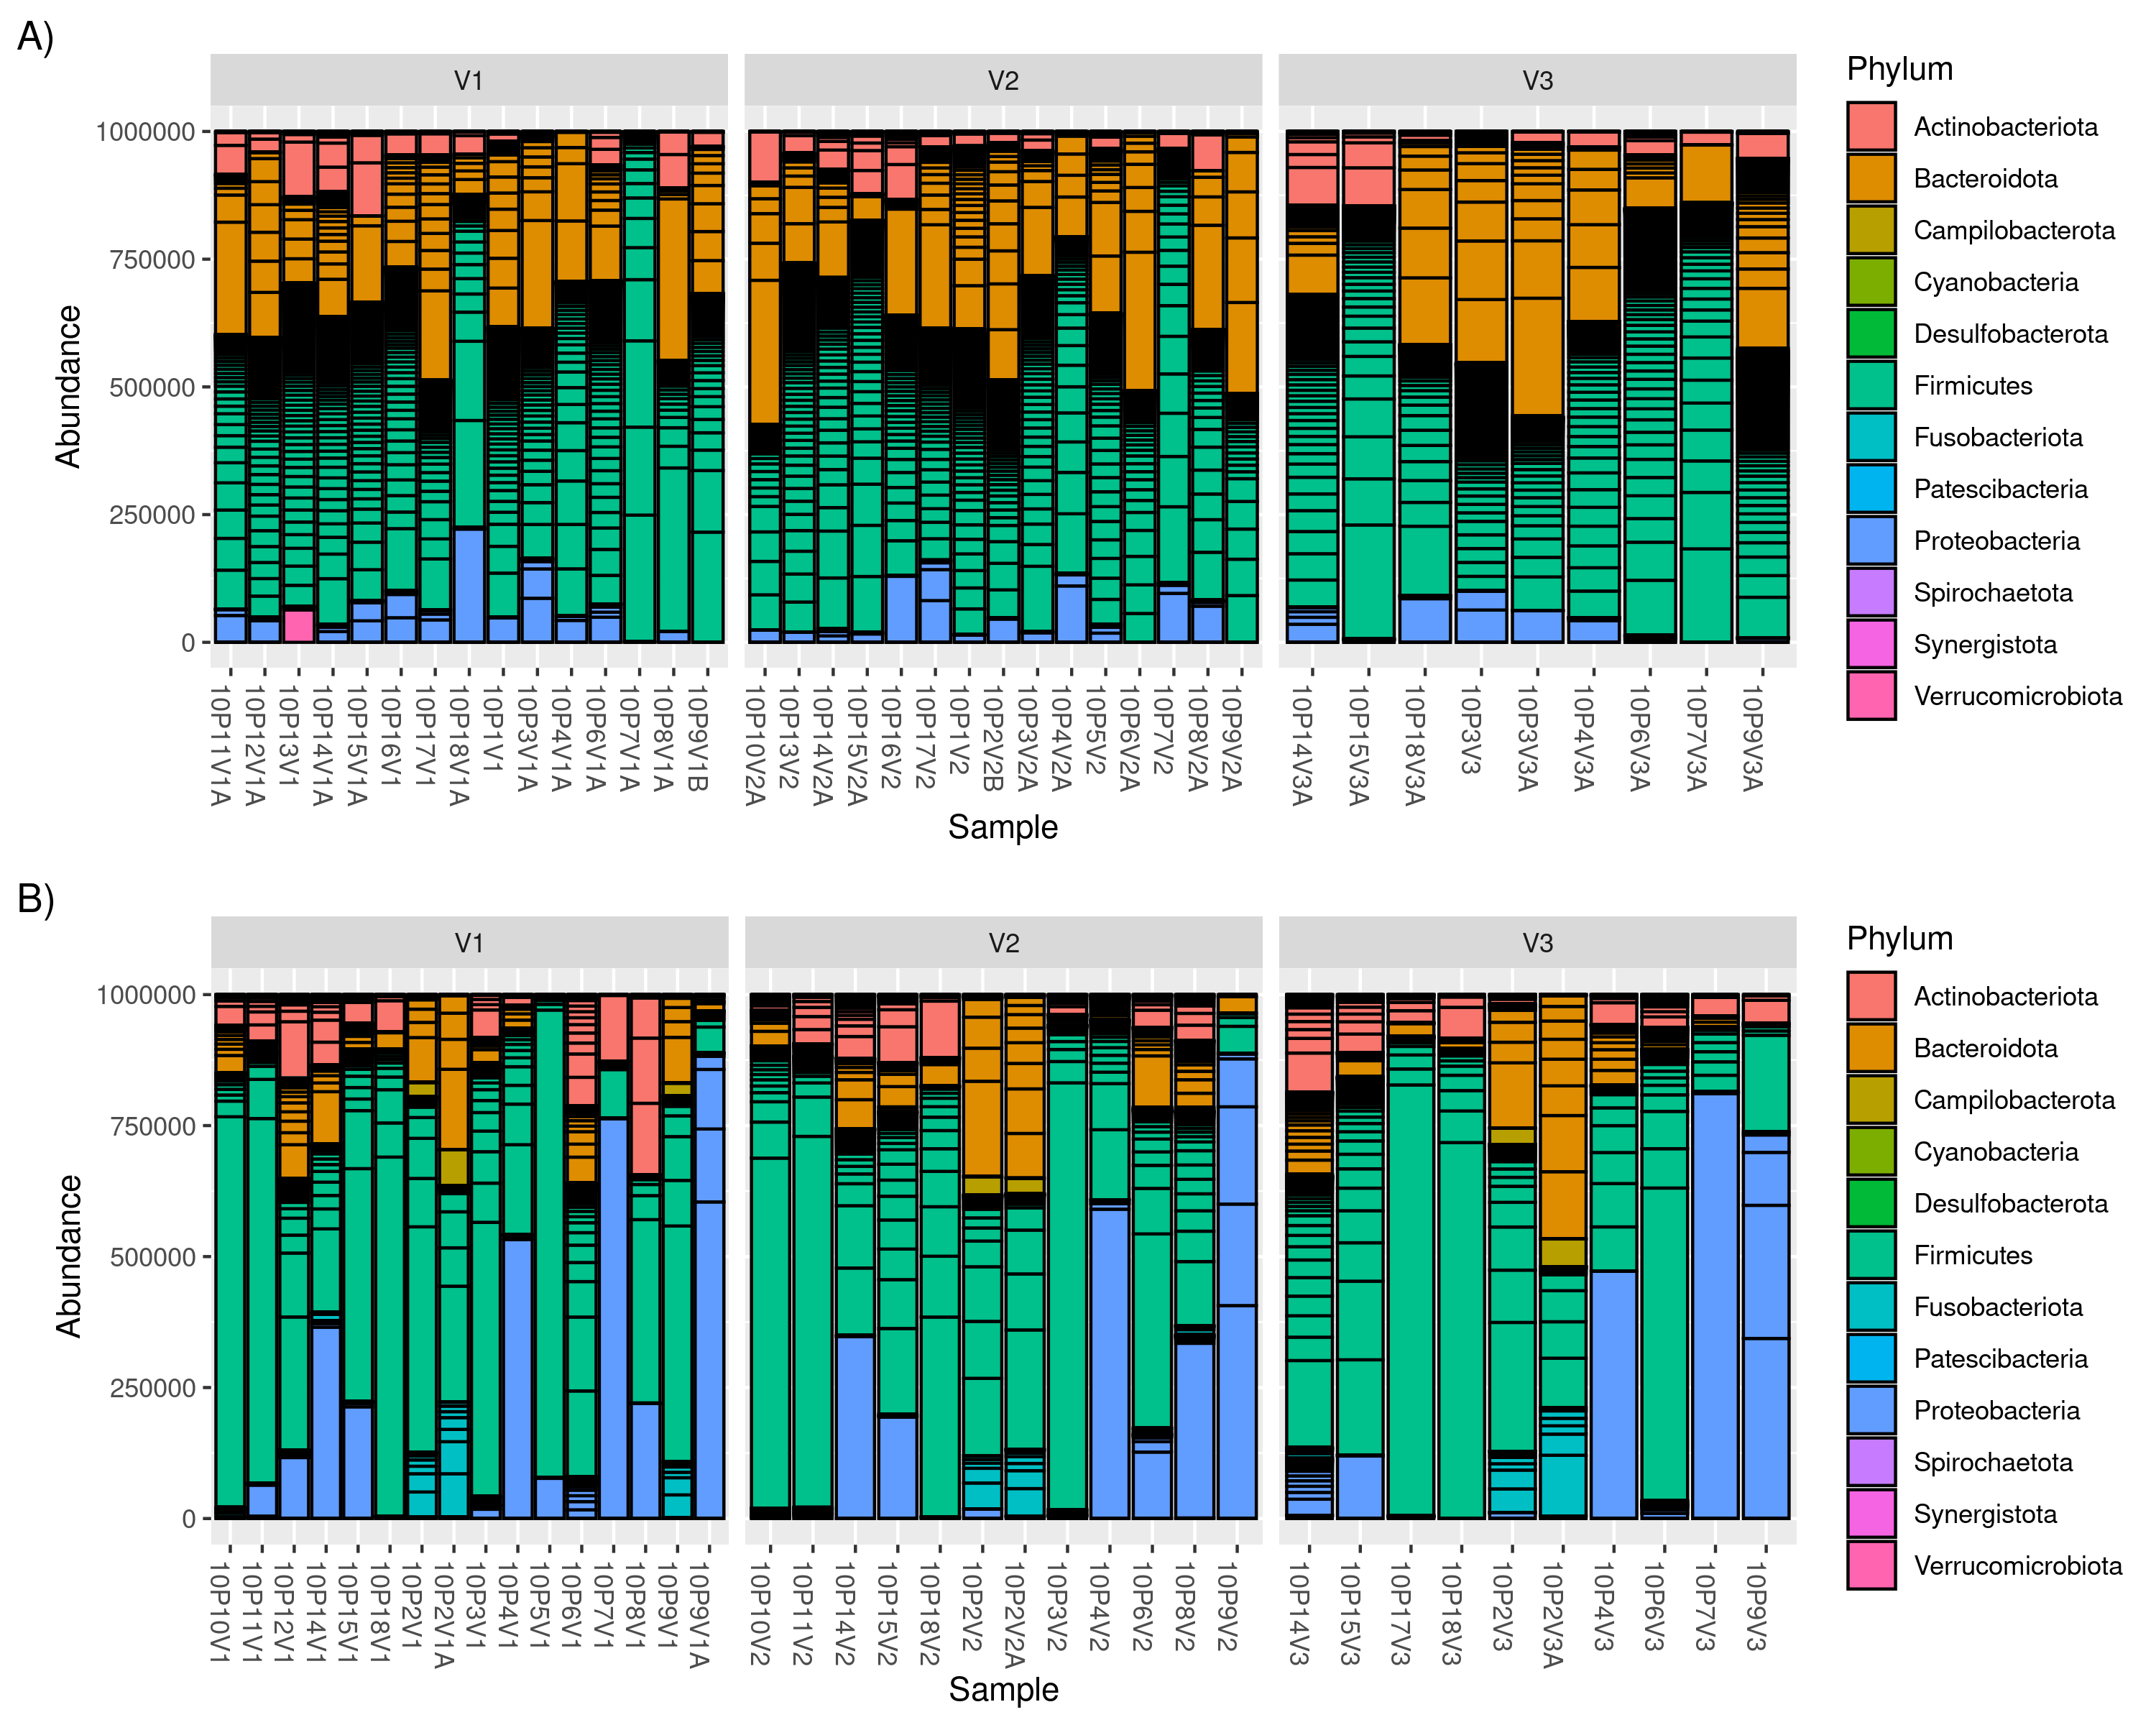 A)
V1 V2 V3
Abundance
1000000
750000
500000
250000
0
10P11V1A 10P12V1A 10P13V1 10P14V1A 10P15V1A 10P16V1 10P17V1 10P18V1A 10P1V1 10P3V1A 10P4V1A 10P6V1A 10P7V1A 10P8V1A 10P9V1B
10P10V2A 10P13V2 10P14V2A 10P15V2A 10P16V2 10P17V2 10P1V2 10P2V2B 10P3V2A 10P4V2A 10P5V2 10P6V2A 10P7V2 10P8V2A 10P9V2A
10P14V3A 10P15V3A 10P18V3A 10P3V3 10P3V3A 10P4V3A 10P6V3A 10P7V3A 10P9V3A
Sample
Phylum
Actinobacteriota
Bacteroidota
Campilobacterota
Cyanobacteria
Desulfobacterota
Firmicutes
Fusobacteriota
Patescibacteria
Proteobacteria
Spirochaetota
Synergistota
Verrucomicrobiota
B)
V1 V2 V3
Abundance
1000000
750000
500000
250000
0
10P10V1 10P11V1 10P12V1 10P14V1 10P15V1 10P18V1 10P2V1 10P2V1A 10P3V1 10P4V1 10P5V1 10P6V1 10P7V1 10P8V1 10P9V1 10P9V1A
10P10V2 10P11V2 10P14V2 10P15V2 10P18V2 10P2V2 10P2V2A 10P3V2 10P4V2 10P6V2 10P8V2 10P9V2
10P14V3 10P15V3 10P17V3 10P18V3 10P2V3 10P2V3A 10P4V3 10P6V3 10P7V3 10P9V3
Sample
Phylum
Actinobacteriota
Bacteroidota
Campilobacterota
Cyanobacteria
Desulfobacterota
Firmicutes
Fusobacteriota
Patescibacteria
Proteobacteria
Spirochaetota
Synergistota
Verrucomicrobiota